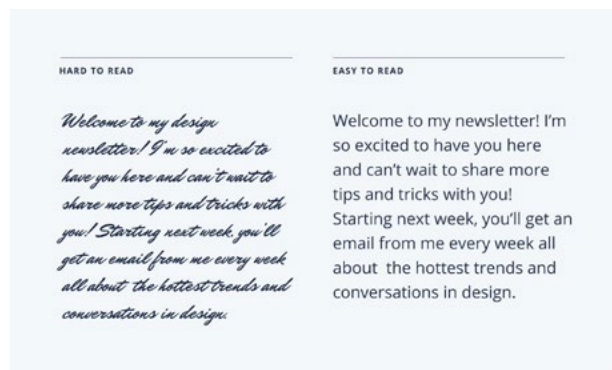 HARD TO READ
Welcome to my design
newsletter! I'm so excited to
have you here and can't wait to
share more tips and tricks with
you! Starting next week, you'll
get an email from me every week
all about the hottest trends and
conversations in design.
EASY TO READ
Welcome to my newsletter! I'm
so excited to have you here
and can't wait to share more
tips and tricks with you!
Starting next week, you'll get an
email from me every week all
about the hottest trends and
conversations in design.